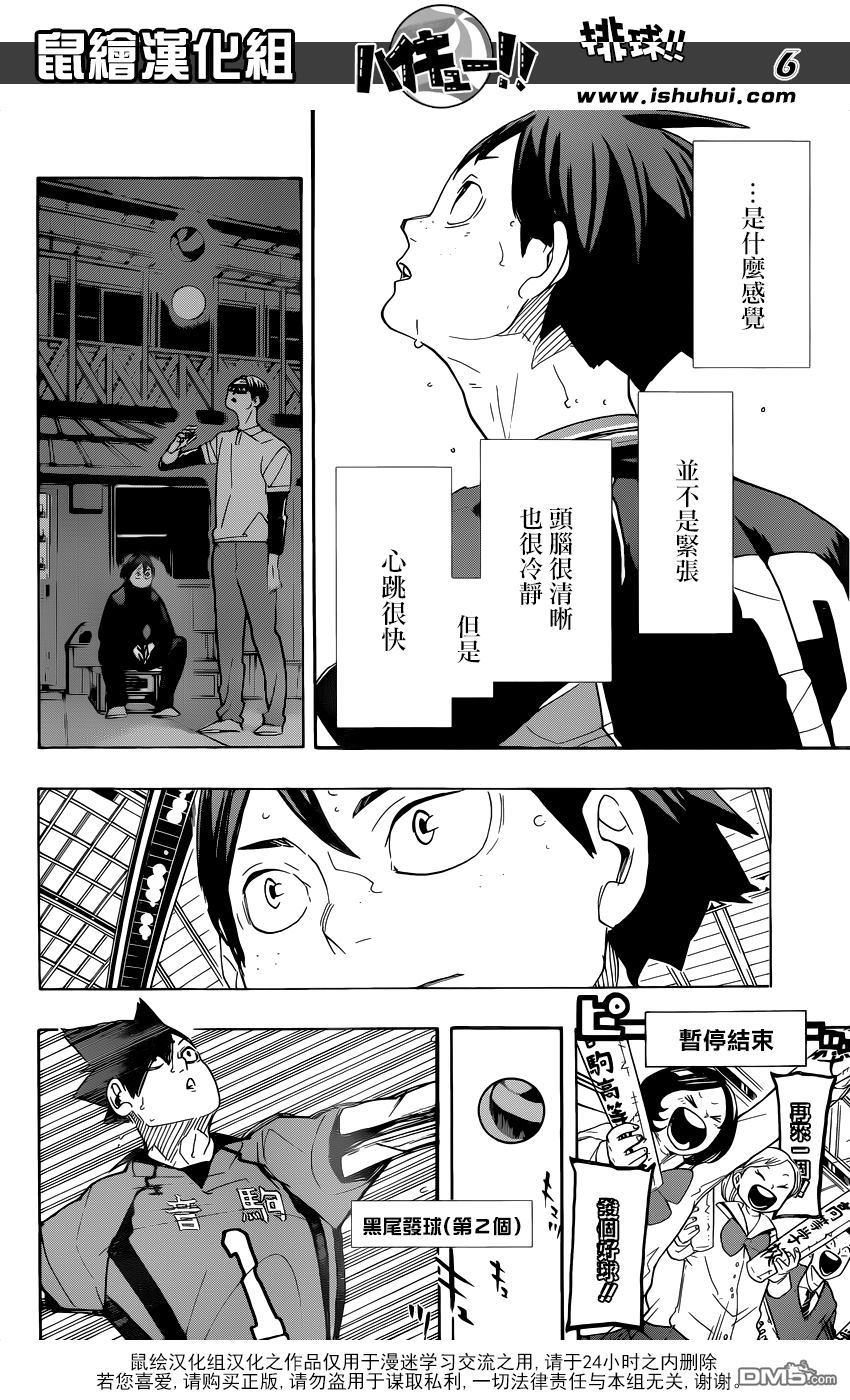 鼠繪漢化組
ハイキュー!!
排球!!
6
www.ishuhui.com
…是什麼感覺
並不是緊張
頭腦很清晰
也很冷靜
但是
心跳很快
ピー
暫停結束
駒高等
再來一個!
發個好球!!
音駒
1
黑尾發球(第2個)
鼠绘汉化组汉化之作品仅用于漫迷学习交流之用,请于24小时之内删除
若您喜爱,请购买正版,请勿盗用于谋取私利,一切法律责任与本组无关,谢谢。
DM5.com